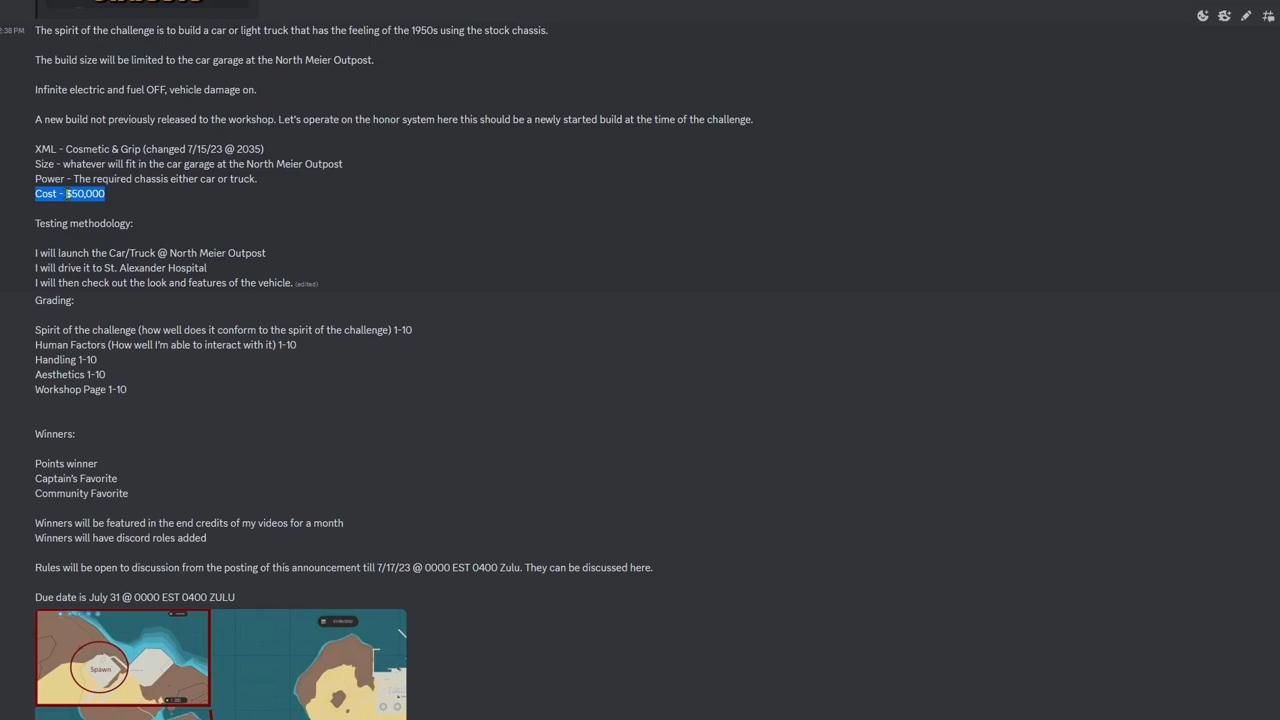 2:38 PM
The spirit of the challenge is to build a car or light truck that has the feeling of the 1950s using the stock chassis.
The build size will be limited to the car garage at the North Meier Outpost.
Infinite electric and fuel OFF, vehicle damage on.
A new build not previously released to the workshop. Let's operate on the honor system here this should be a newly started build at the time of the challenge.
XML - Cosmetic & Grip (changed 7/15/23 @ 2035)
Size - whatever will fit in the car garage at the North Meier Outpost
Power - The required chassis either car or truck.
Cost - $50,000
Testing methodology:
I will launch the Car/Truck @ North Meier Outpost
I will drive it to St. Alexander Hospital
I will then check out the look and features of the vehicle. (edited)
Grading:
Spirit of the challenge (how well does it conform to the spirit of the challenge) 1-10
Human Factors (How well I'm able to interact with it) 1-10
Handling 1-10
Aesthetics 1-10
Workshop Page 1-10
Winners:
Points winner
Captain's Favorite
Community Favorite
Winners will be featured in the end credits of my videos for a month
Winners will have discord roles added
Rules will be open to discussion from the posting of this announcement till 7/17/23 @ 0000 EST 0400 Zulu. They can be discussed here.
Due date is July 31 @ 0000 EST 0400 ZULU
Spawn